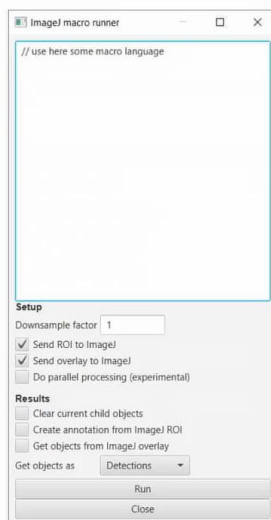 ImageJ macro runner
// use here some macro language
Setup
Downsample factor 1
Send ROI to ImageJ
Send overlay to ImageJ
Do parallel processing (experimental)
Results
Clear current child objects
Create annotation from ImageJ ROI
Get objects from ImageJ overlay
Get objects as Detections
Run
Close